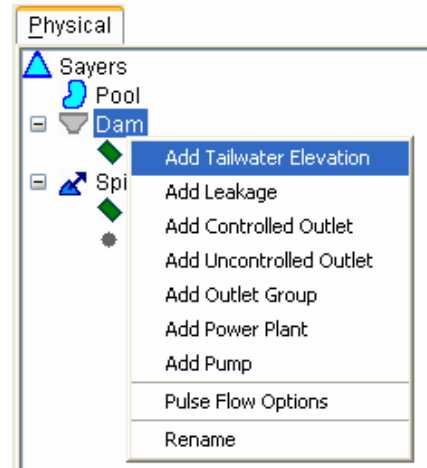 Physical
Sayers
Pool
Dam
Add Tailwater Elevation
Spi
Add Leakage
Add Controlled Outlet
Add Uncontrolled Outlet
Add Outlet Group
Add Power Plant
Add Pump
Pulse Flow Options
Rename